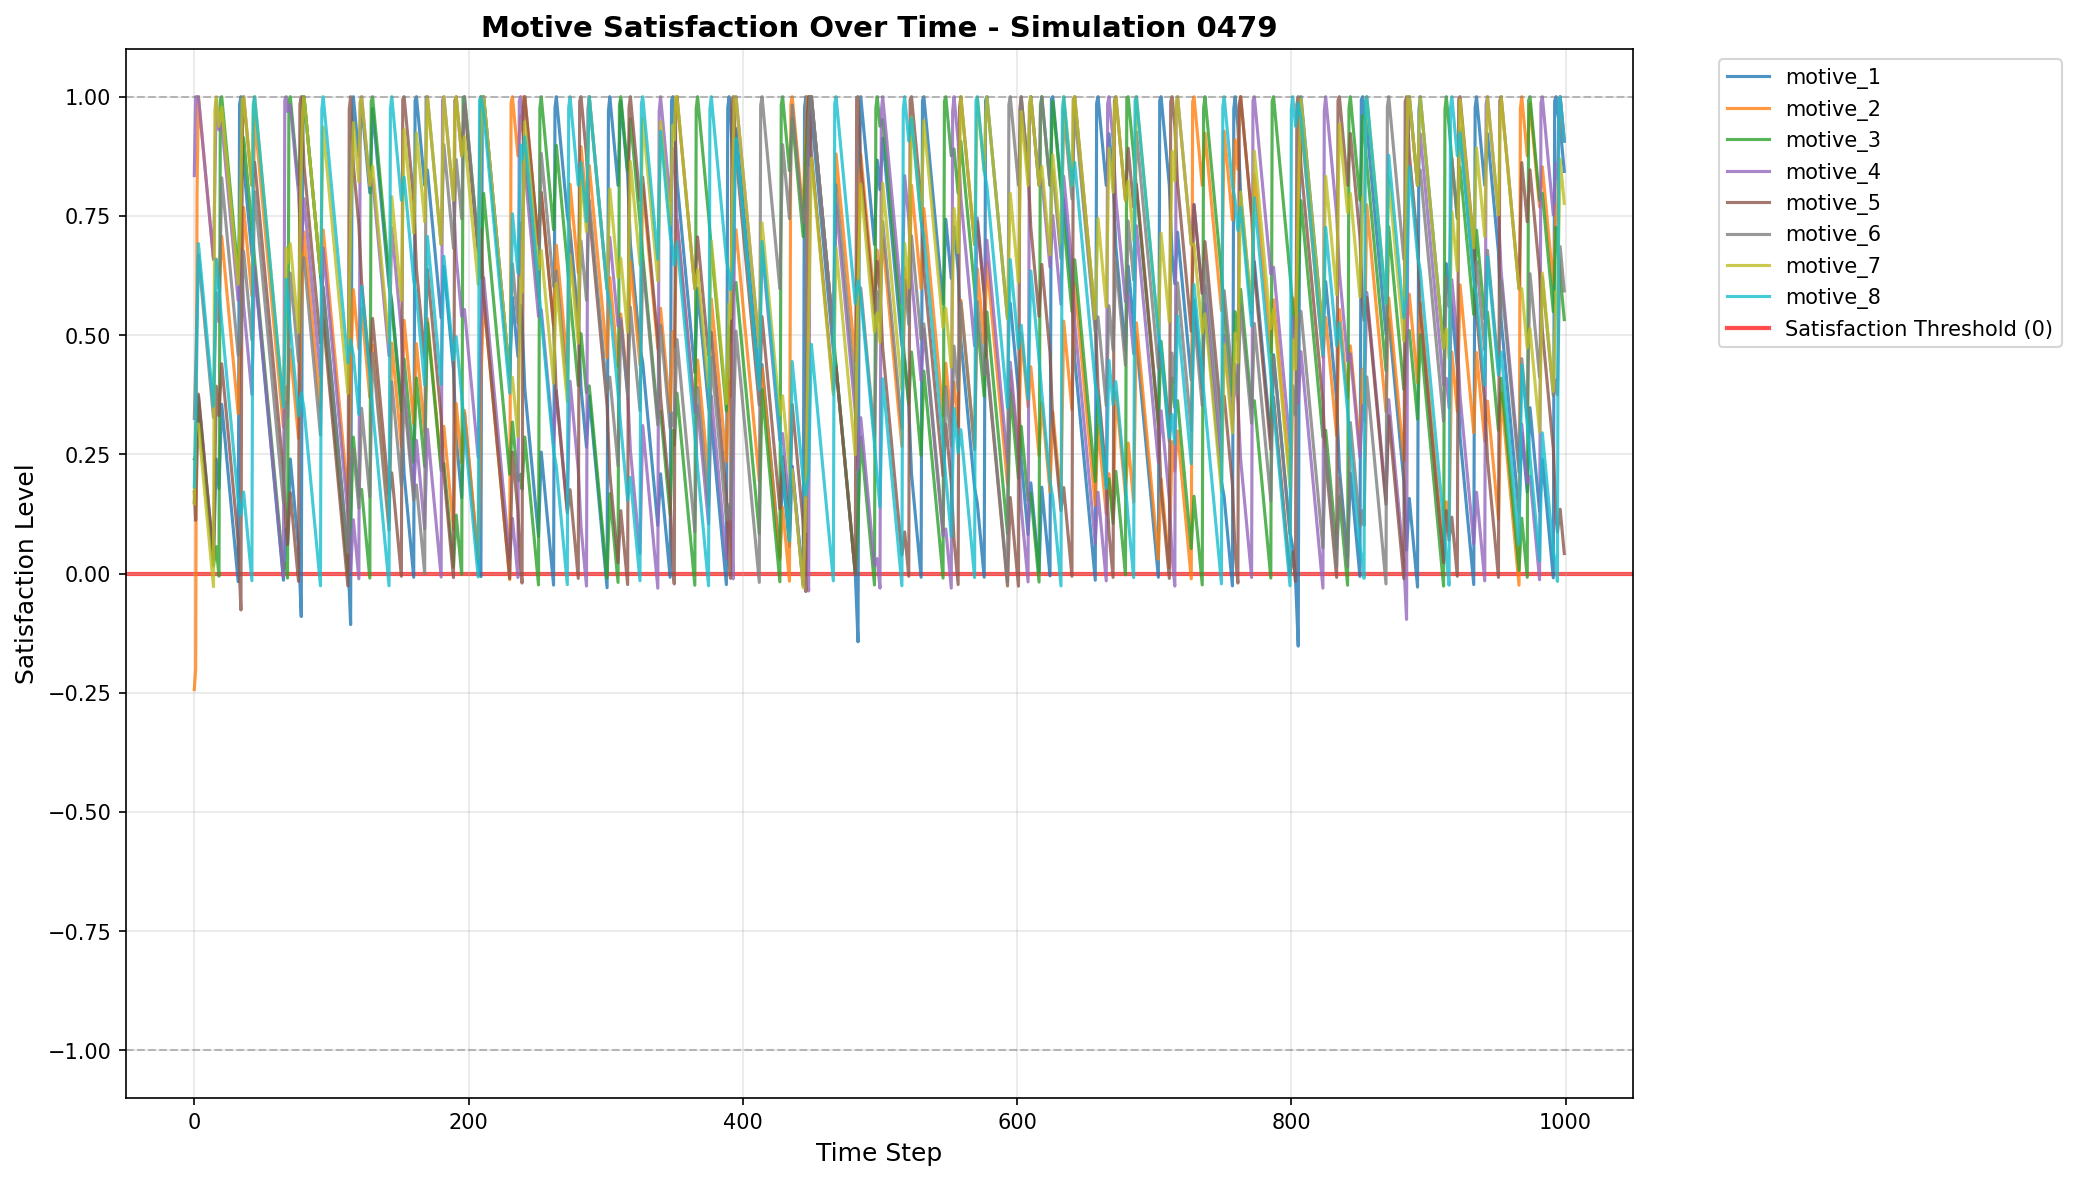 Motive Satisfaction Over Time - Simulation 0479
Satisfaction Level
1.00
0.75
0.50
0.25
0.00
−0.25
−0.50
−0.75
−1.00
0
200
400
600
800
1000
Time Step
motive_1
motive_2
motive_3
motive_4
motive_5
motive_6
motive_7
motive_8
Satisfaction Threshold (0)